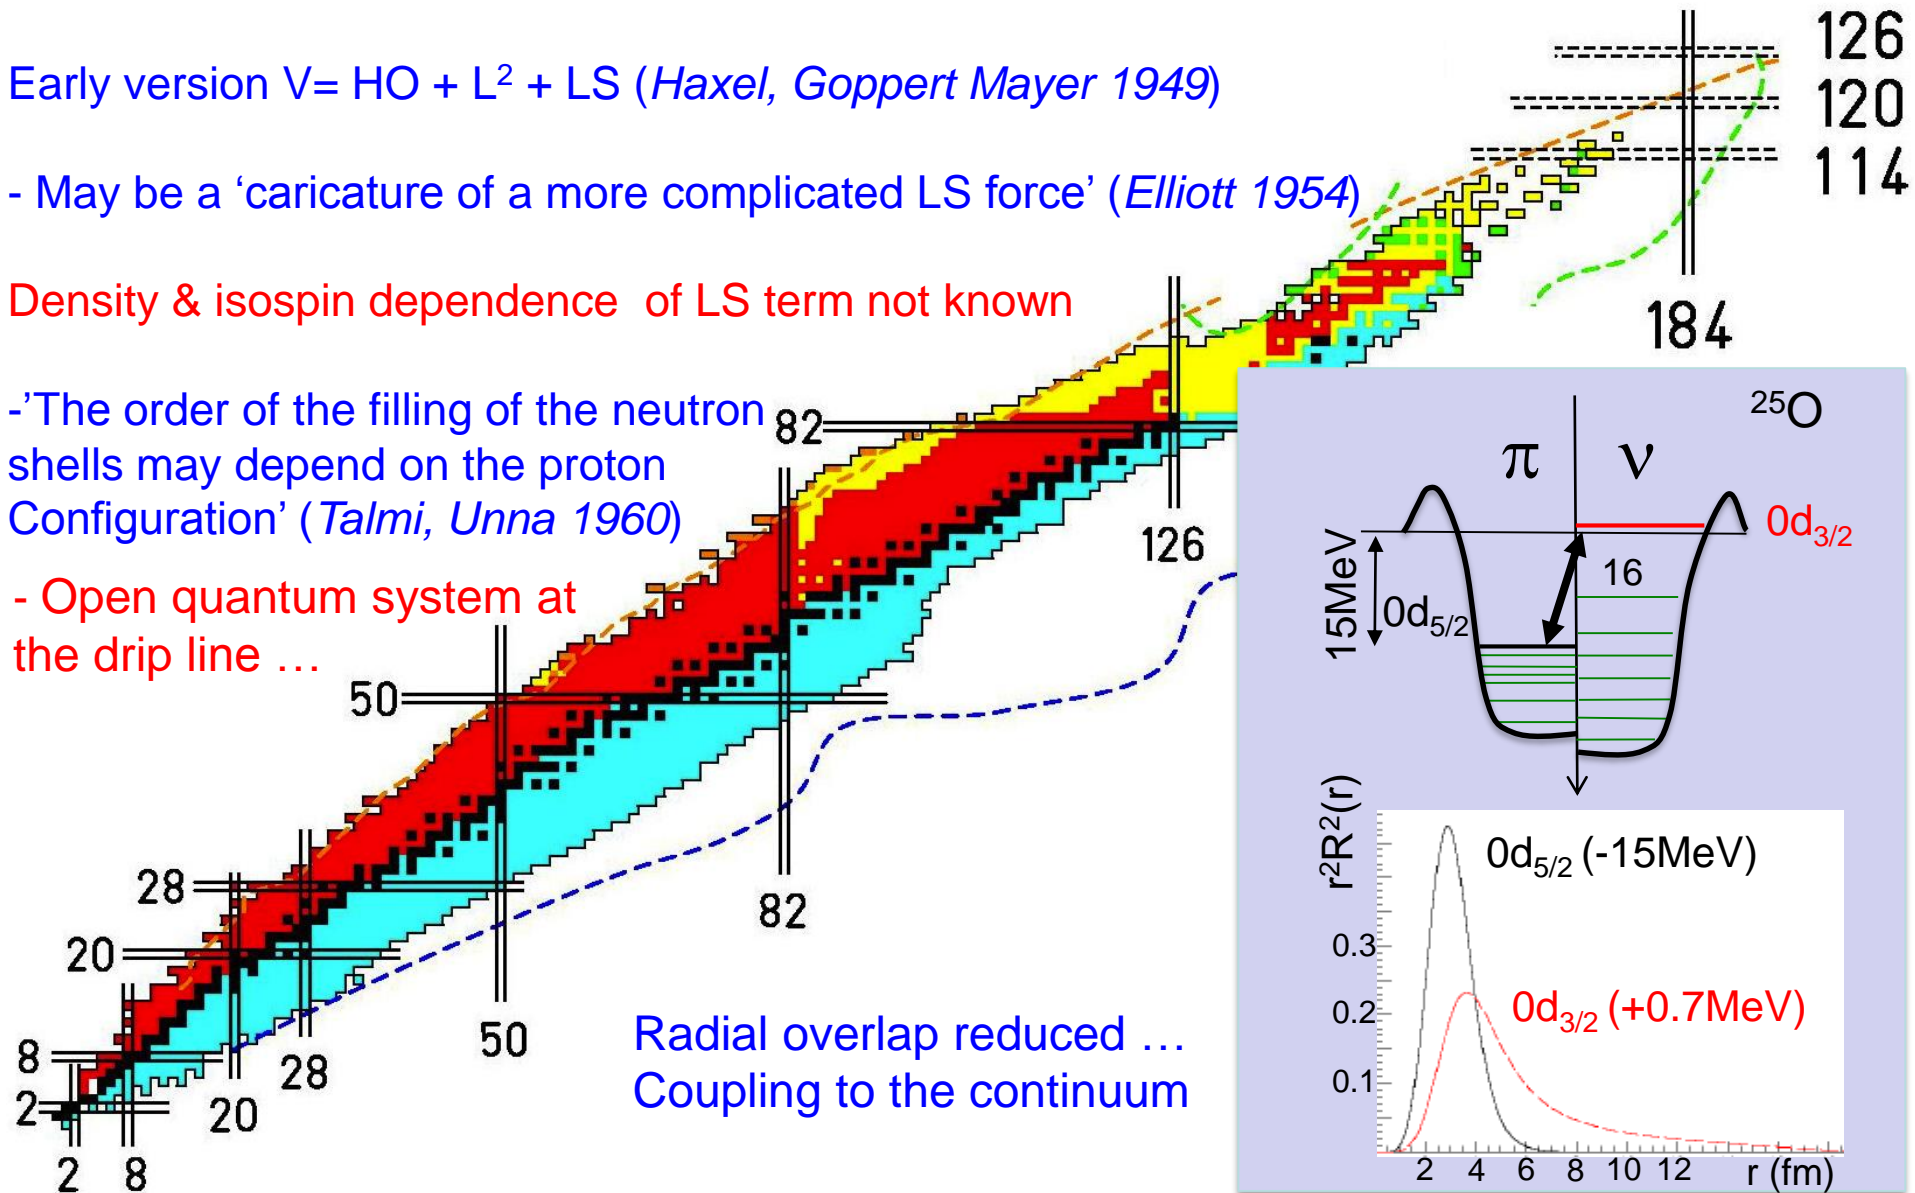 Early version V= HO + L² + LS (Haxel, Goppert Mayer 1949)
- May be a ‘caricature of a more complicated LS force’ (Elliott 1954)
Density & isospin dependence of LS term not known
-’The order of the filling of the neutron
shells may depend on the proton
Configuration’ (Talmi, Unna 1960)
- Open quantum system at
the drip line …
126
120
114
184
82
126
50
82
28
50
20
28
8
20
2
2
8
Radial overlap reduced …
Coupling to the continuum
²⁵O
π ν
0d₃/₂
16
15MeV
0d₅/₂
r²R²(r)
0d₅/₂ (-15MeV)
0d₃/₂ (+0.7MeV)
0.3
0.2
0.1
2 4 6 8 10 12 r (fm)